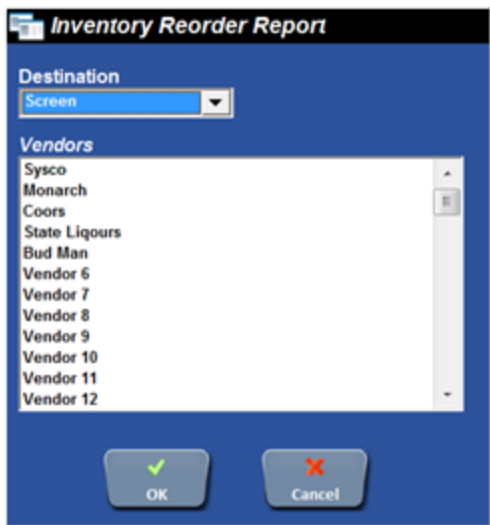 Inventory Reorder Report
Destination
Screen
Vendors
Sysco
Monarch
Coors
State Liqours
Bud Man
Vendor 6
Vendor 7
Vendor 8
Vendor 9
Vendor 10
Vendor 11
Vendor 12
OK
Cancel